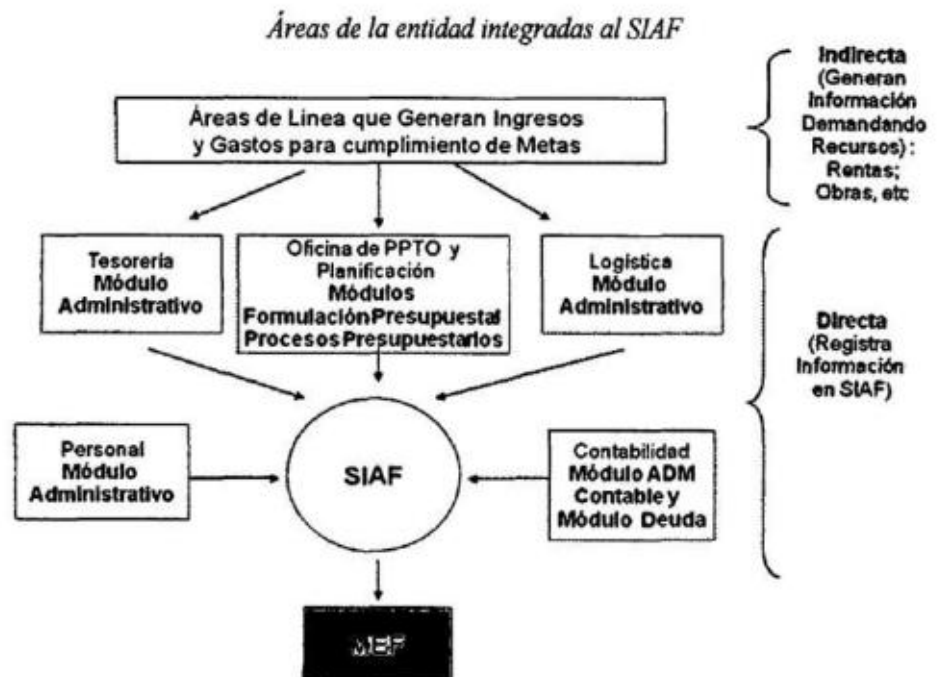 Áreas de la entidad integradas al SIAF
Indirecta
(Generan
Información
Demandando
Recursos) :
Rentas;
Obras, etc
Áreas de Linea que Generan Ingresos
y Gastos para cumplimiento de Metas
Tesorería
Módulo
Administrativo
Oficina de PPTO y
Planificación
Módulos
Formulación Presupuestal
Procesos Presupuestarios
Logística
Módulo
Administrativo
Directa
(Registra
Información
en SIAF)
Personal
Módulo
Administrativo
SIAF
Contabilidad
Módulo ADM
Contable y
Módulo Deuda
MEF